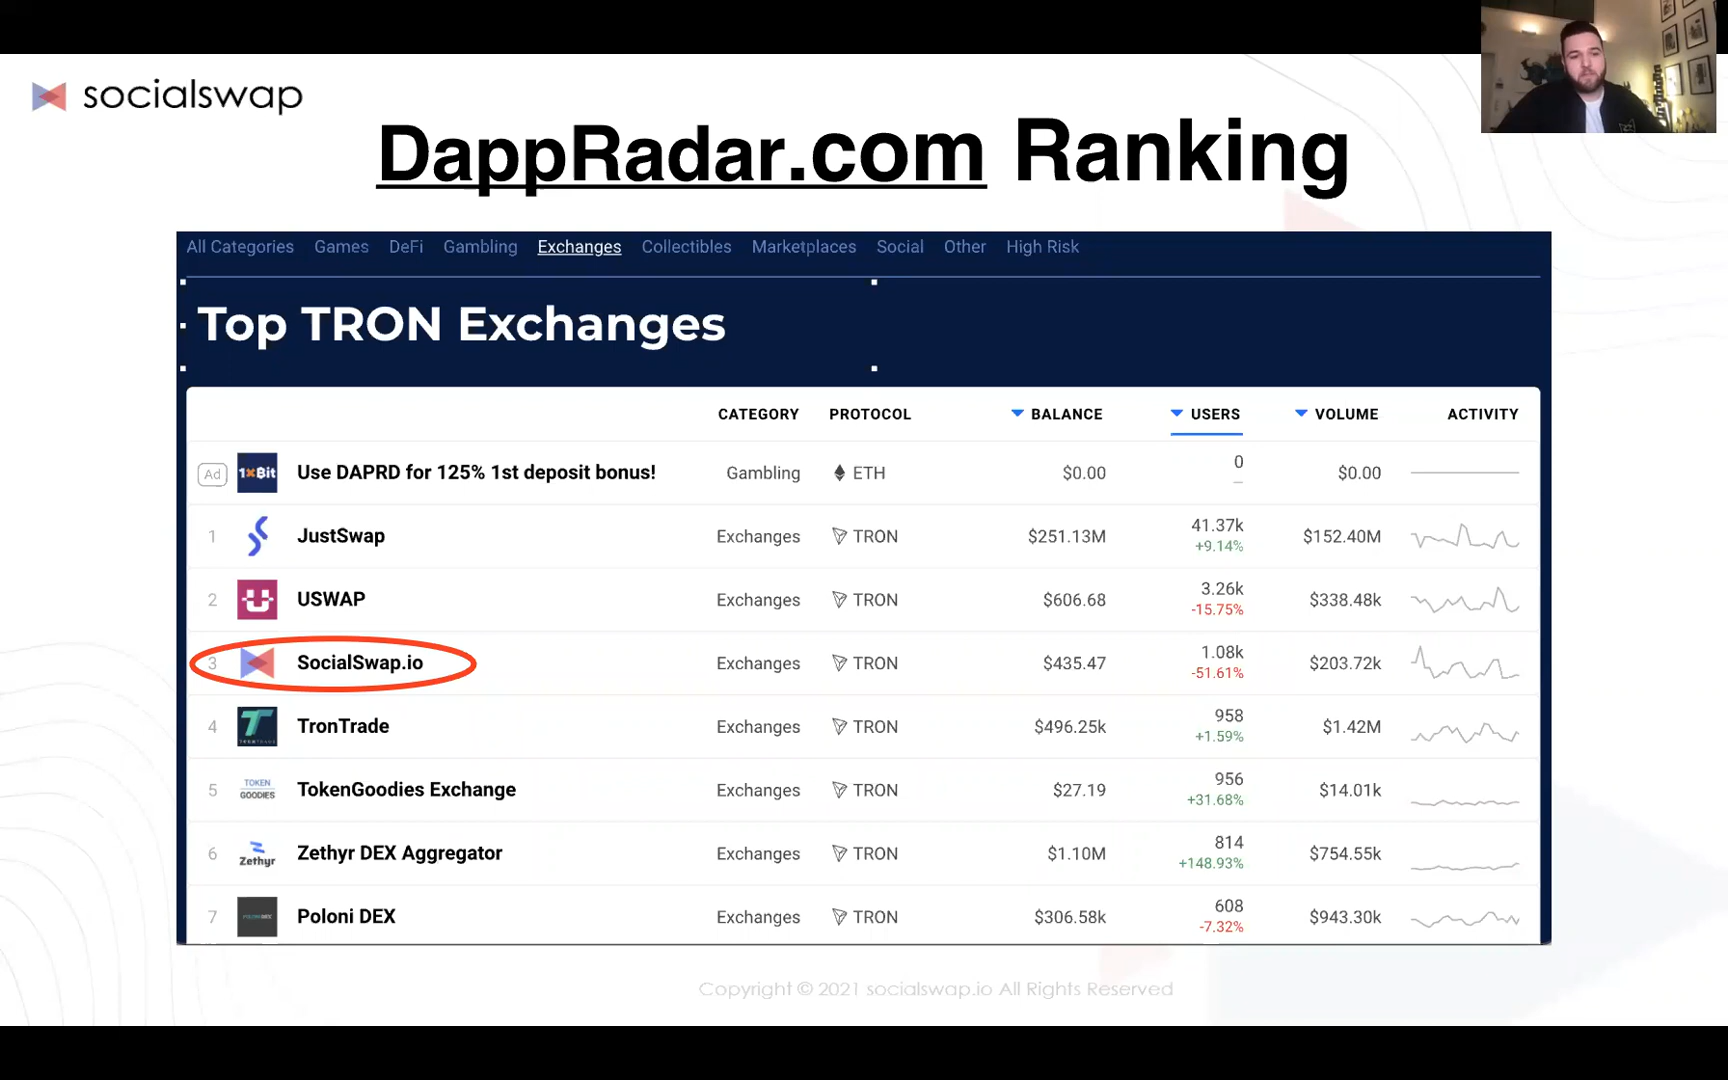 socialswap
DappRadar.com Ranking
All Categories Games DeFi Gambling Exchanges Collectibles Marketplaces Social Other High Risk
Top TRON Exchanges
CATEGORY PROTOCOL BALANCE USERS VOLUME ACTIVITY
Ad 1xBit Use DAPRD for 125% 1st deposit bonus! Gambling ETH $0.00 0 $0.00
–
1 JustSwap Exchanges TRON $251.13M 41.37k $152.40M
+9.14%
2 USWAP Exchanges TRON $606.68 3.26k $338.48k
-15.75%
3 SocialSwap.io Exchanges TRON $435.47 1.08k $203.72k
-51.61%
4 TRONTRADE TronTrade Exchanges TRON $496.25k 958 $1.42M
+1.59%
5 TOKEN GOODIES TokenGoodies Exchange Exchanges TRON $27.19 956 $14.01k
+31.68%
6 Zethyr Zethyr DEX Aggregator Exchanges TRON $1.10M 814 $754.55k
+148.93%
7 Poloni DEX Exchanges TRON $306.58k 608 $943.30k
-7.32%
Copyright © 2021 socialswap.io All Rights Reserved